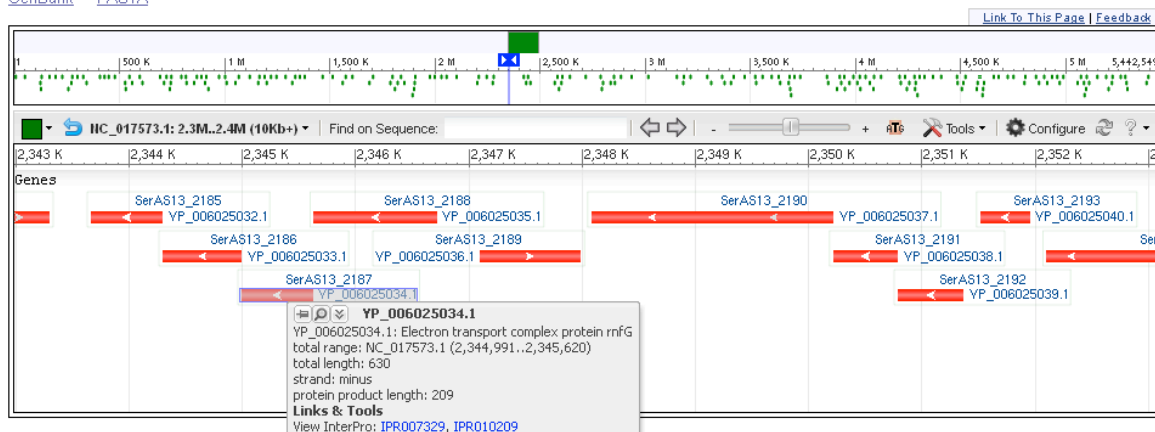 GenBank FASTA
Link To This Page | Feedback
1 500 K 1 M 1,500 K 2 M 2,500 K 3 M 3,500 K 4 M 4,500 K 5 M 5,442,549
NC_017573.1: 2.3M..2.4M (10Kb+) Find on Sequence: - + ATG Tools Configure ?
2,343 K 2,344 K 2,345 K 2,346 K 2,347 K 2,348 K 2,349 K 2,350 K 2,351 K 2,352 K 2
Genes
SerAS13_2185 SerAS13_2188 SerAS13_2190 SerAS13_2193
YP_006025032.1 YP_006025035.1 YP_006025037.1 YP_006025040.1
SerAS13_2186 SerAS13_2189 SerAS13_2191 Se
YP_006025033.1 YP_006025036.1 YP_006025038.1
SerAS13_2187 SerAS13_2192
YP_006025034.1 YP_006025039.1
YP_006025034.1
YP_006025034.1: Electron transport complex protein rnfG
total range: NC_017573.1 (2,344,991..2,345,620)
total length: 630
strand: minus
protein product length: 209
Links & Tools
View InterPro: IPR007329, IPR010209